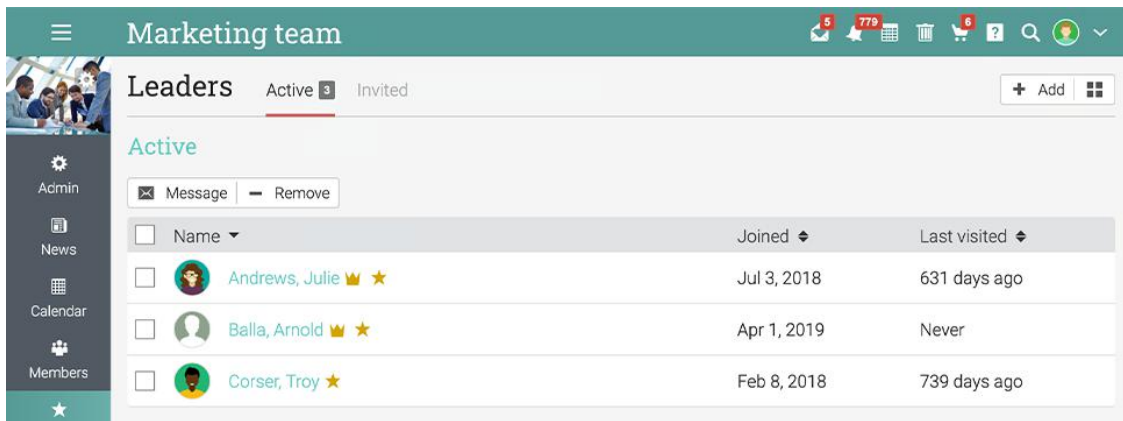 Marketing team
5
779
6
?
Leaders Active 3 Invited
+ Add
Active
Admin
Message Remove
News
Name Joined Last visited
Andrews, Julie Jul 3, 2018 631 days ago
Calendar
Balla, Arnold Apr 1, 2019 Never
Members
Corser, Troy Feb 8, 2018 739 days ago